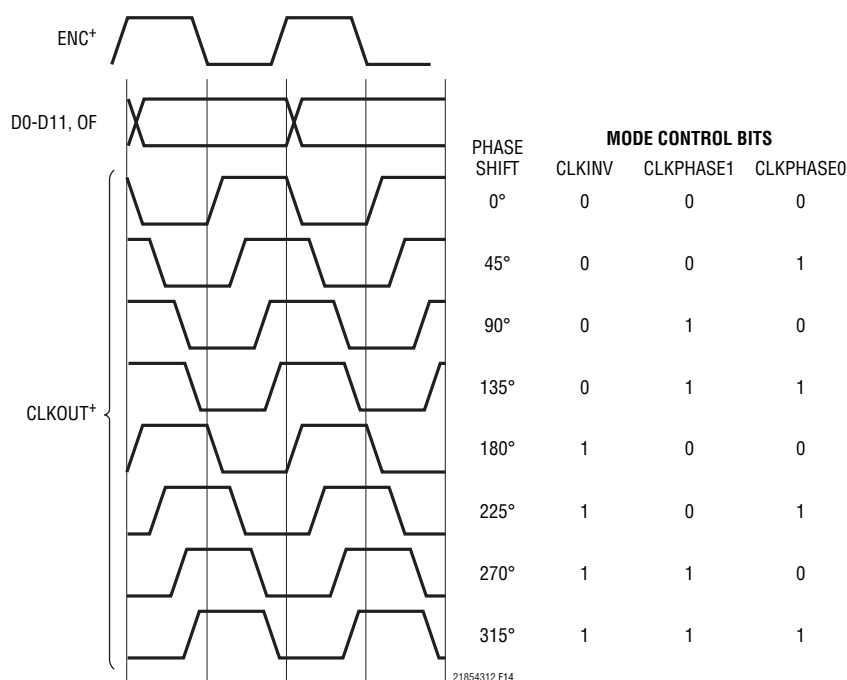 ENC+
D0-D11, OF
MODE CONTROL BITS
PHASE
SHIFT CLKINV CLKPHASE1 CLKPHASE0
0° 0 0 0
45° 0 0 1
90° 0 1 0
135° 0 1 1
CLKOUT+
180° 1 0 0
225° 1 0 1
270° 1 1 0
315° 1 1 1
21854312 F14